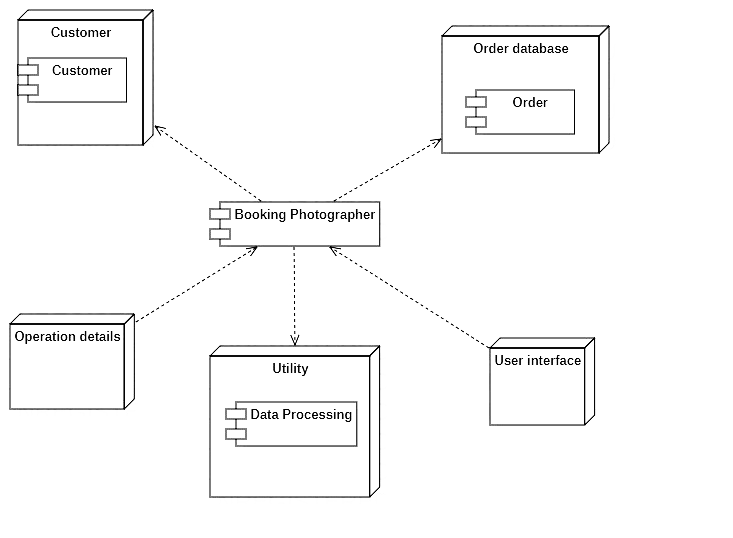 Customer
Customer
Order database
Order
Booking Photographer
Operation details
Utility
Data Processing
User interface